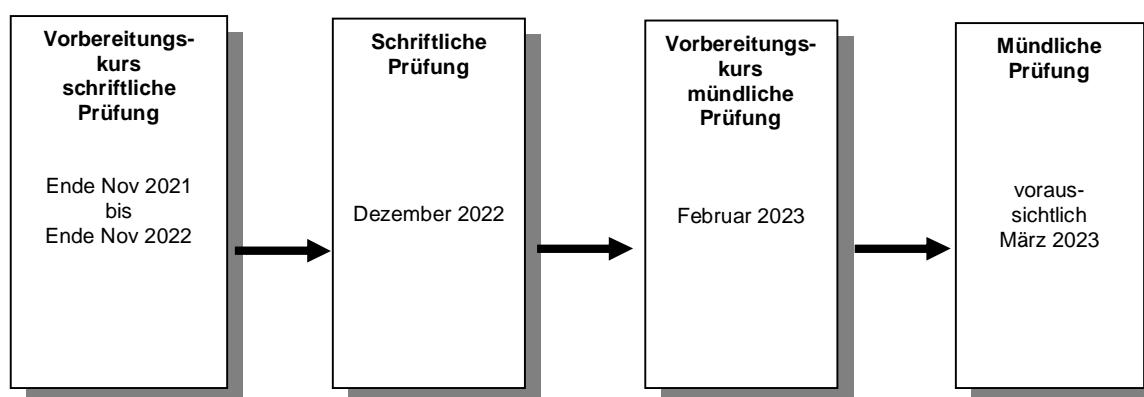 Vorbereitungs-
kurs
schriftliche
Prüfung
Ende Nov 2021
bis
Ende Nov 2022
Schriftliche
Prüfung
Dezember 2022
Vorbereitungs-
kurs
mündliche
Prüfung
Februar 2023
Mündliche
Prüfung
voraus-
sichtlich
März 2023